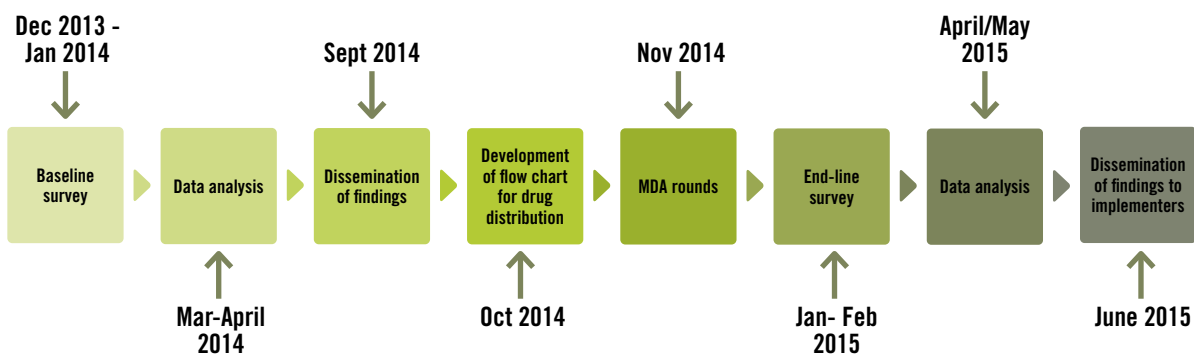 Dec 2013 -
Jan 2014
Sept 2014
Nov 2014
April/May
2015
Baseline
survey
Data analysis
Dissemination
of findings
Development
of flow chart
for drug
distribution
MDA rounds
End-line
survey
Data analysis
Dissemination
of findings to
implementers
Mar-April
2014
Oct 2014
Jan- Feb
2015
June 2015